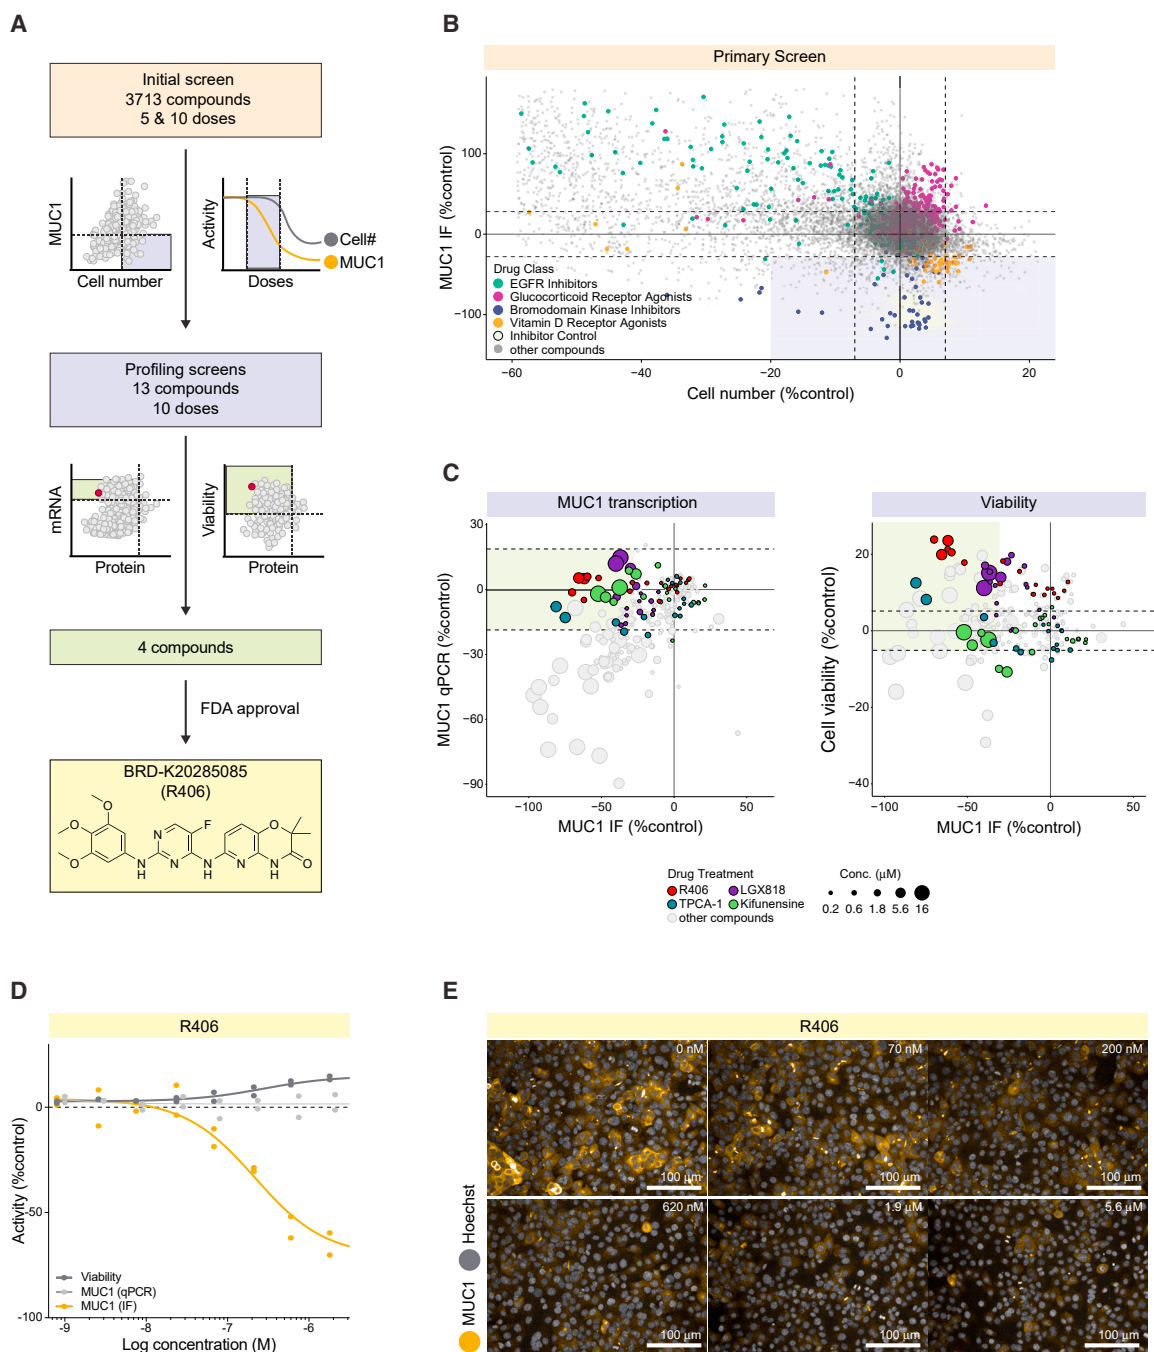 A
Initial screen
3713 compounds
5 & 10 doses
MUC1
Cell number
Activity
Doses
Cell#
MUC1
Profiling screens
13 compounds
10 doses
mRNA
Protein
Viability
Protein
4 compounds
FDA approval
BRD-K20285085
(R406)
O
O
O
N
N
F
N
H
N
H
N
O
N
H
O
B
Primary Screen
MUC1 IF (%control)
100
0
−100
Drug Class
EGFR Inhibitors
Glucocorticoid Receptor Agonists
Bromodomain Kinase Inhibitors
Vitamin D Receptor Agonists
Inhibitor Control
other compounds
−60
−40
−20
0
20
Cell number (%control)
C
MUC1 transcription
MUC1 qPCR (%control)
30
0
−30
−60
−90
−100
−50
0
50
MUC1 IF (%control)
Viability
Cell viability (%control)
20
0
−20
−40
−100
−50
0
50
MUC1 IF (%control)
Drug Treatment
R406
LGX818
TPCA-1
Kifunensine
other compounds
Conc. (μM)
0.2 0.6 1.8 5.6 16
D
R406
Activity (%control)
0
-50
-100
Viability
MUC1 (qPCR)
MUC1 (IF)
-9
-8
-7
-6
Log concentration (M)
E
R406
MUC1
Hoechst
0 nM
100 μm
70 nM
100 μm
200 nM
100 μm
620 nM
100 μm
1.9 μM
100 μm
5.6 μM
100 μm